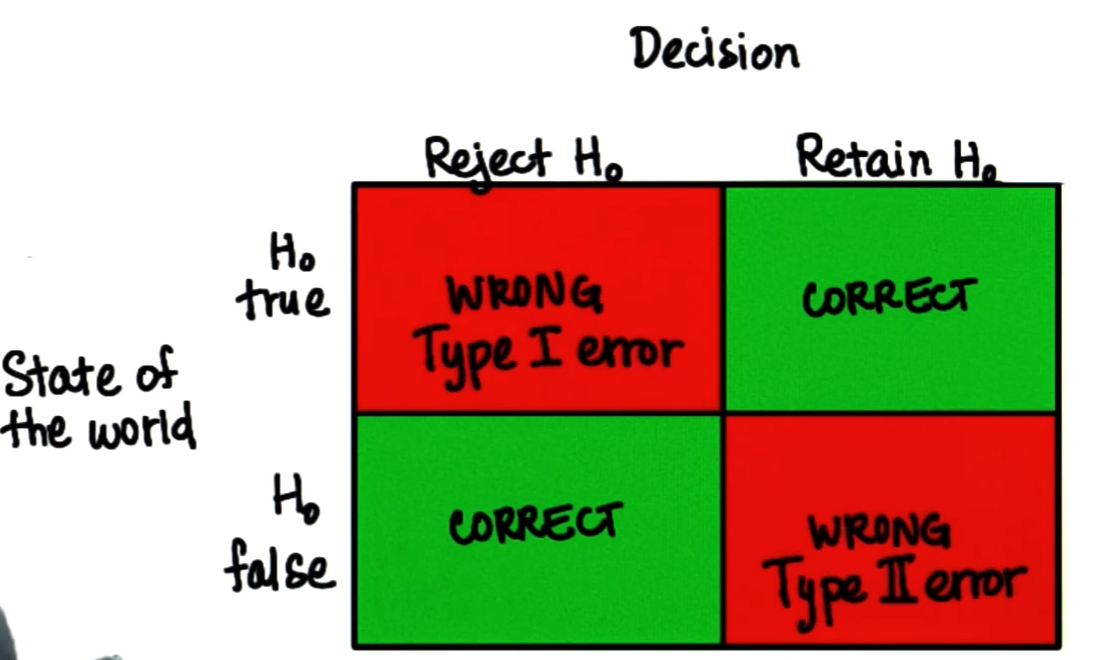 Decision
Reject H₀
Retain H₀
H₀
true
WRONG
Type I error
CORRECT
State of
the world
H₀
false
CORRECT
WRONG
Type II error